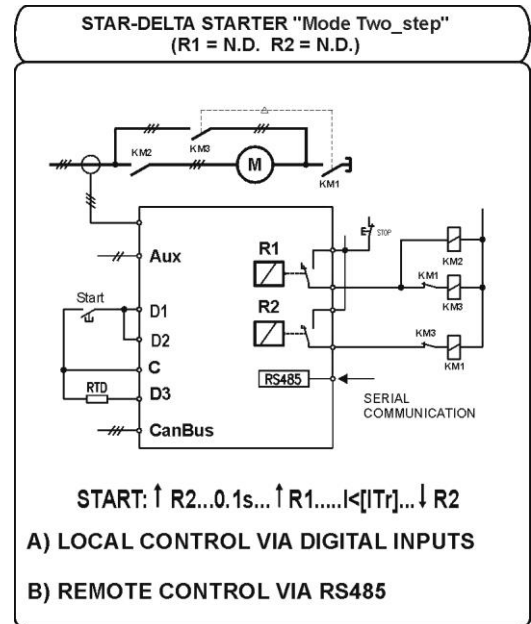 STAR-DELTA STARTER "Mode Two_step"
(R1 = N.D. R2 = N.D.)
KM2
KM3
M
KM1
Aux
Start
D1
D2
C
D3
RTD
CanBus
R1
R2
RS485
STOP
KM2
KM1
KM3
KM3
KM1
SERIAL
COMMUNICATION
START: ↑ R2...0.1s... ↑ R1.....I<[ITr]... ↓ R2
A) LOCAL CONTROL VIA DIGITAL INPUTS
B) REMOTE CONTROL VIA RS485